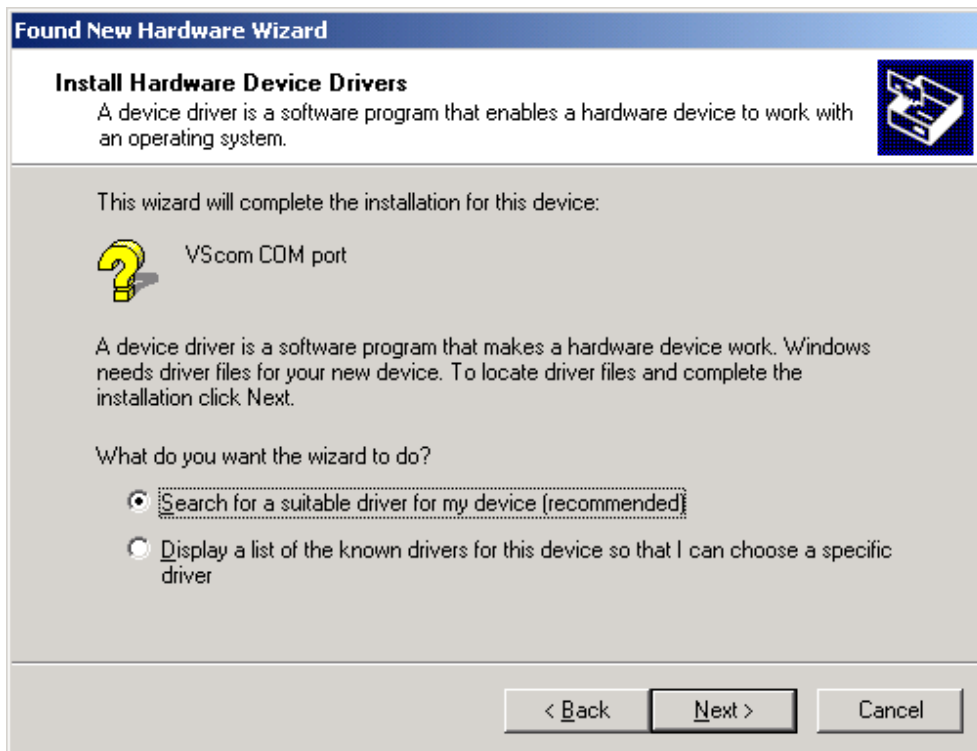 Found New Hardware Wizard
Install Hardware Device Drivers
A device driver is a software program that enables a hardware device to work with
an operating system.
This wizard will complete the installation for this device:
VScom COM port
A device driver is a software program that makes a hardware device work. Windows
needs driver files for your new device. To locate driver files and complete the
installation click Next.
What do you want the wizard to do?
Search for a suitable driver for my device (recommended)
Display a list of the known drivers for this device so that I can choose a specific
driver
< Back
Next >
Cancel